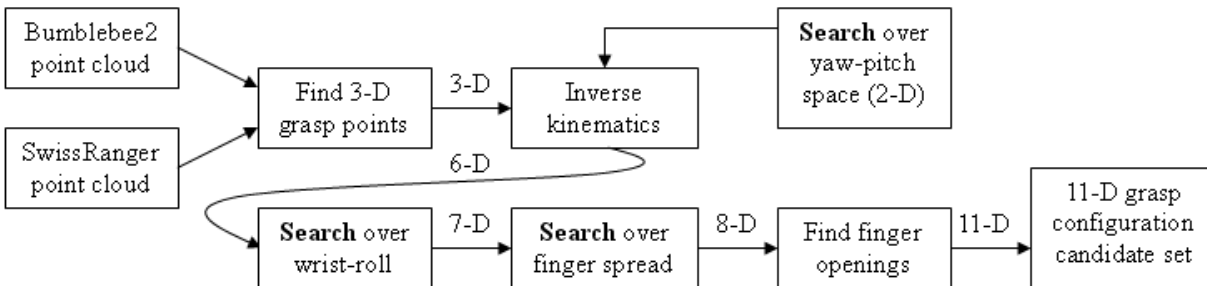 Bumblebee2
point cloud
SwissRanger
point cloud
Find 3-D
grasp points
3-D
Inverse
kinematics
Search over
yaw-pitch
space (2-D)
6-D
Search over
wrist-roll
7-D
Search over
finger spread
8-D
Find finger
openings
11-D
11-D grasp
configuration
candidate set